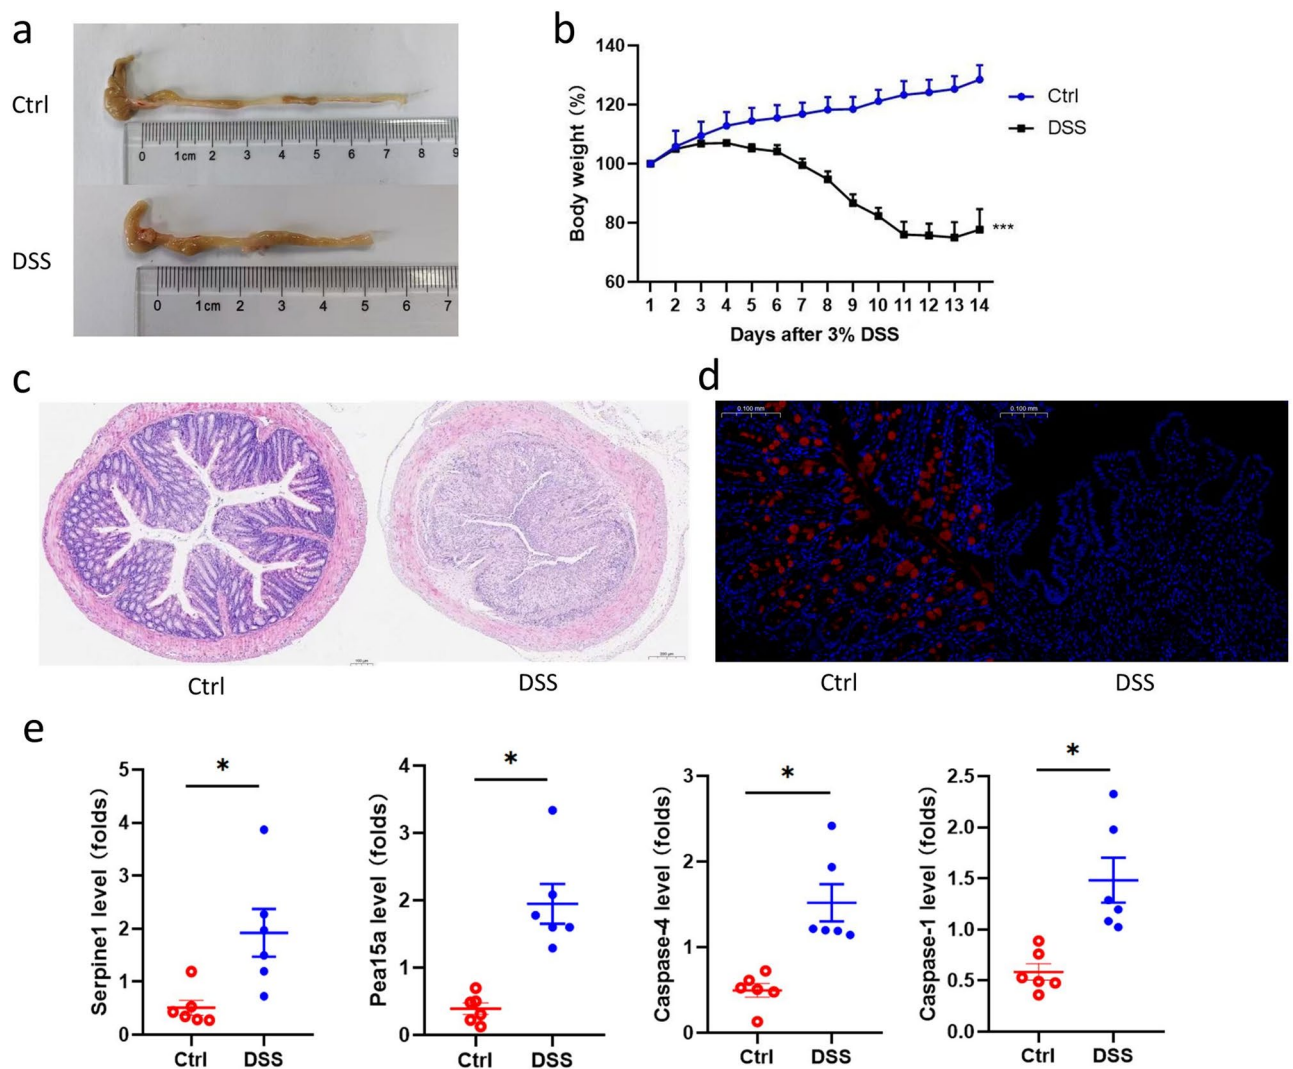 a
Ctrl
0 1cm 2 3 4 5 6 7 8 9
DSS
0 1cm 2 3 4 5 6 7
b
140
120
100
80
60
Body weight (%)
1 2 3 4 5 6 7 8 9 10 11 12 13 14
Days after 3% DSS
Ctrl
DSS
***
c
Ctrl
DSS
d
0.100 mm
0.100 mm
Ctrl
DSS
e
Serpine1 level (folds)
5
4
3
2
1
0
*
Ctrl DSS
Pea15a level (folds)
4
3
2
1
0
*
Ctrl DSS
Caspase-4 level (folds)
3
2
1
0
*
Ctrl DSS
Caspase-1 level (folds)
2.5
2.0
1.5
1.0
0.5
0.0
*
Ctrl DSS